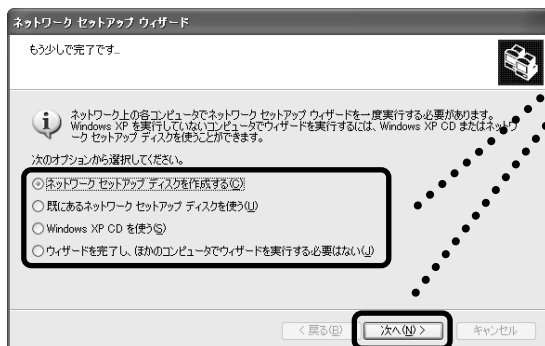 ネットワーク セットアップ ウィザード
もう少しで完了です...
ネットワーク上の各コンピュータでネットワーク セットアップ ウィザードを一度実行する必要があります。
Windows XP を実行していないコンピュータでウィザードを実行するには、Windows XP CD またはネットワ
ーク セットアップ ディスクを使うことができます。
次のオプションから選択してください。
ネットワーク セットアップ ディスクを作成する(C)
既にあるネットワーク セットアップ ディスクを使う(U)
Windows XP CD を使う(S)
ウィザードを完了し、ほかのコンピュータでウィザードを実行する必要はない(J)
< 戻る(B)
次へ(N) >
キャンセル